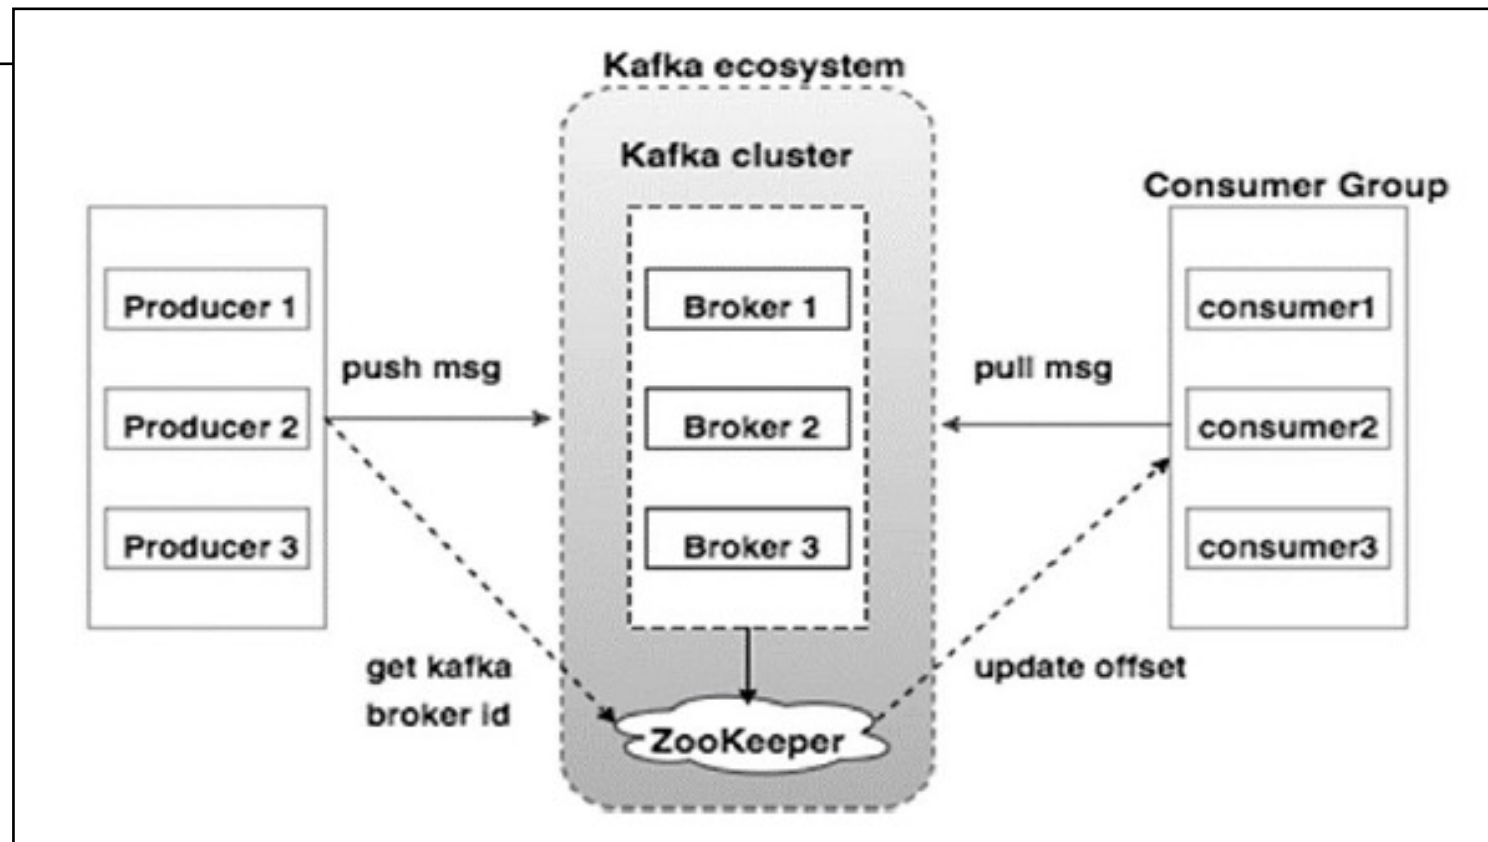 Kafka ecosystem
Kafka cluster
Consumer Group
Producer 1
Broker 1
consumer1
push msg
pull msg
Producer 2
Broker 2
consumer2
Producer 3
Broker 3
consumer3
get kafka
broker id
update offset
ZooKeeper